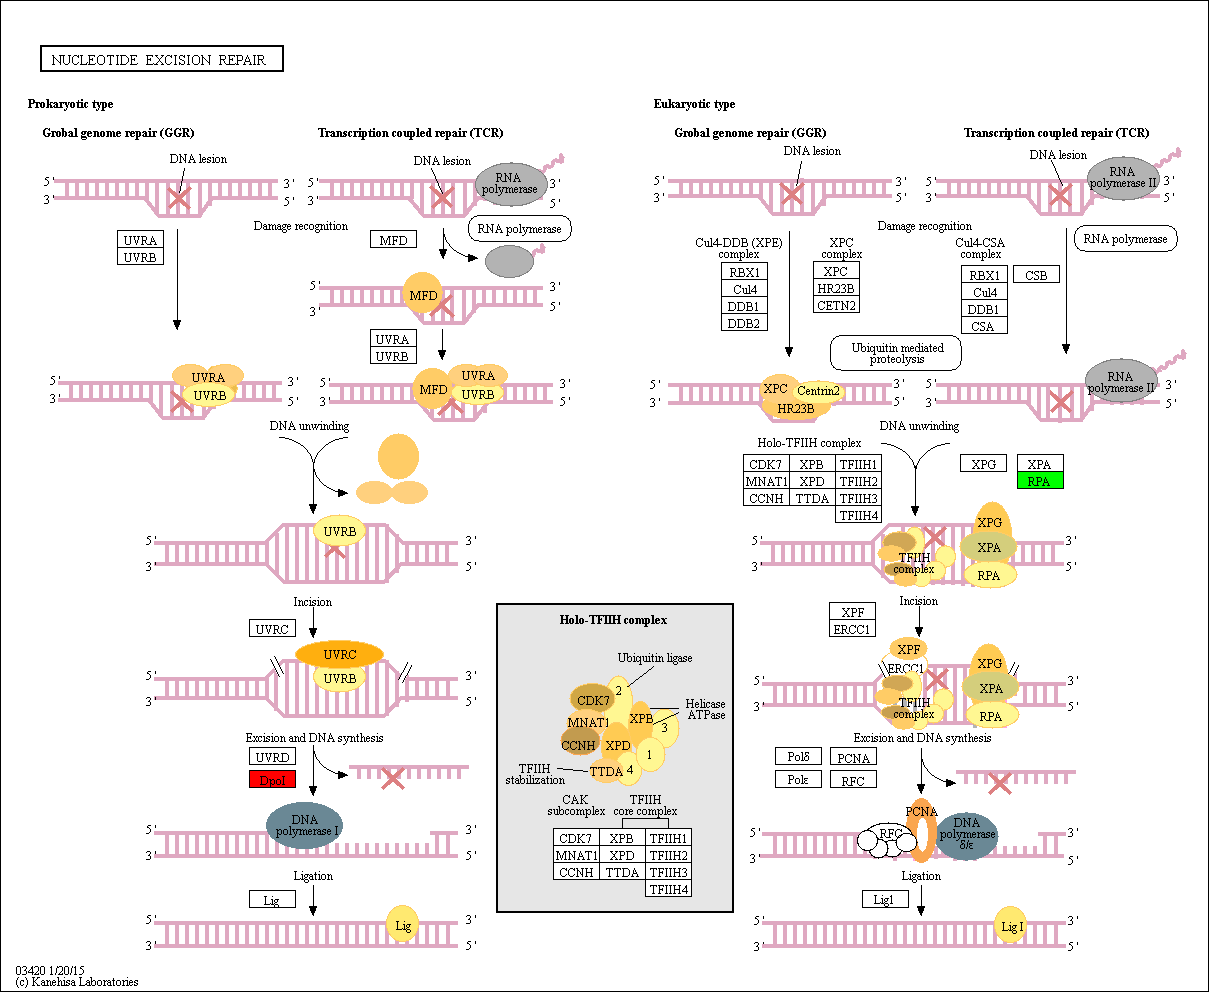 NUCLEOTIDE EXCISION REPAIR
Prokaryotic type
Eukaryotic type
Grobal genome repair (GGR)
Transcription coupled repair (TCR)
Grobal genome repair (GGR)
Transcription coupled repair (TCR)
DNA lesion
DNA lesion
DNA lesion
DNA lesion
RNA
polymerase
RNA
polymerase II
5'
3'
3'
5'
3'
5'
5'
3'
3'
5'
5'
3'
3'
5'
Damage recognition
Damage recognition
UVRA
UVRB
MFD
RNA polymerase
RNA polymerase
Cul4-DDB (XPE)
complex
RBX1
Cul4
DDB1
DDB2
XPC
complex
XPC
HR23B
CETN2
Cul4-CSA
complex
RBX1
Cul4
DDB1
CSA
CSB
5'
3'
MFD
3'
5'
UVRA
UVRB
Ubiquitin mediated
proteolysis
5'
3'
UVRA
UVRB
3'
5'
5'
3'
MFD
UVRA
UVRB
3'
5'
5'
3'
XPC
Centrin2
HR23B
3'
5'
5'
RNA
polymerase II
3'
3'
5'
DNA unwinding
DNA unwinding
Holo-TFIIH complex
CDK7
XPB
TFIIH1
MNAT1
XPD
TFIIH2
CCNH
TTDA
TFIIH3
TFIIH4
XPG
XPA
RPA
5'
3'
UVRB
3'
5'
5'
3'
XPG
TFIIH
complex
XPA
RPA
3'
5'
Incision
Incision
UVRC
XPF
ERCC1
UVRC
UVRB
5'
3'
3'
5'
XPF
ERCC1
XPG
5'
3'
TFIIH
complex
XPA
RPA
3'
5'
Holo-TFIIH complex
Ubiquitin ligase
CDK7
2
MNAT1
XPB
Helicase
ATPase
3
CCNH
XPD
1
TFIIH
stabilization
TTDA
4
CAK
subcomplex
TFIIH
core complex
CDK7
XPB
TFIIH1
MNAT1
XPD
TFIIH2
CCNH
TTDA
TFIIH3
TFIIH4
Excision and DNA synthesis
Excision and DNA synthesis
UVRD
DpoI
Polδ
PCNA
Polε
RFC
DNA
polymerase I
5'
3'
3'
5'
PCNA
RFC
DNA
polymerase
δ/ε
5'
3'
3'
5'
Ligation
Ligation
Lig
Lig1
5'
3'
Lig
3'
5'
5'
3'
Lig I
3'
5'
03420 1/20/15
(c) Kanehisa Laboratories